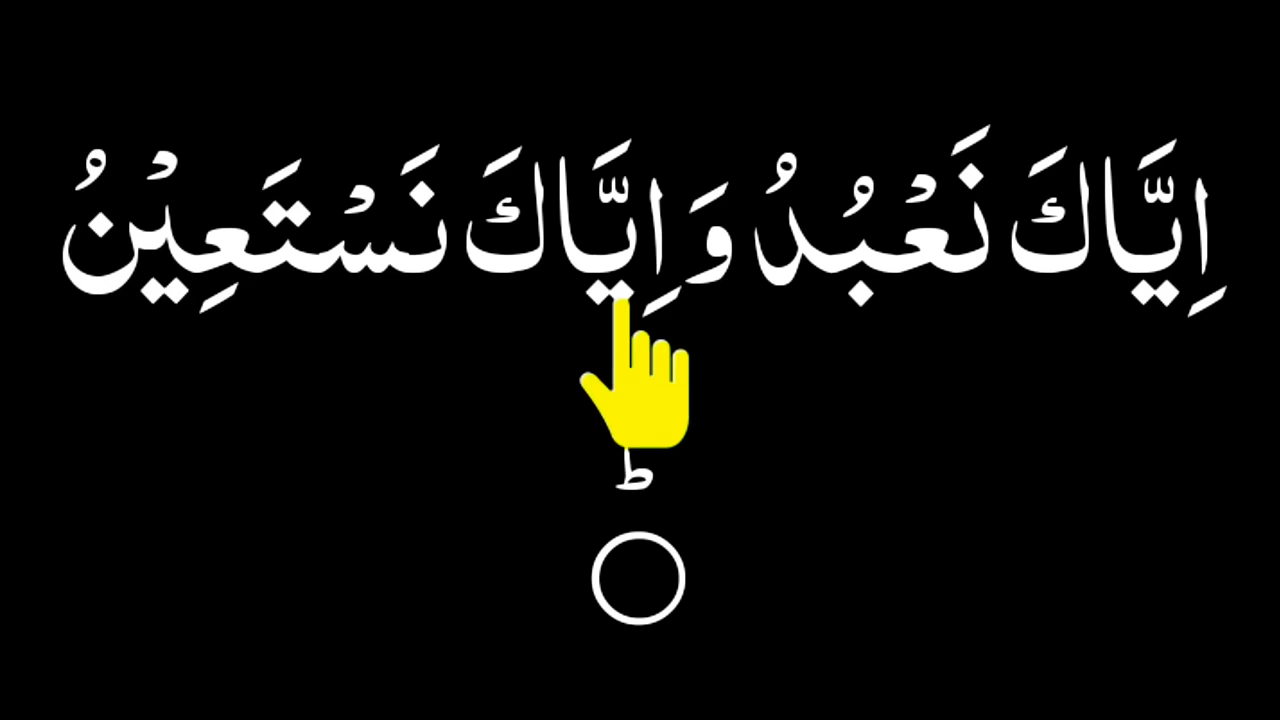 اِيَّاكَ نَعْبُدُ وَاِيَّاكَ نَسْتَعِيْنُ
ط